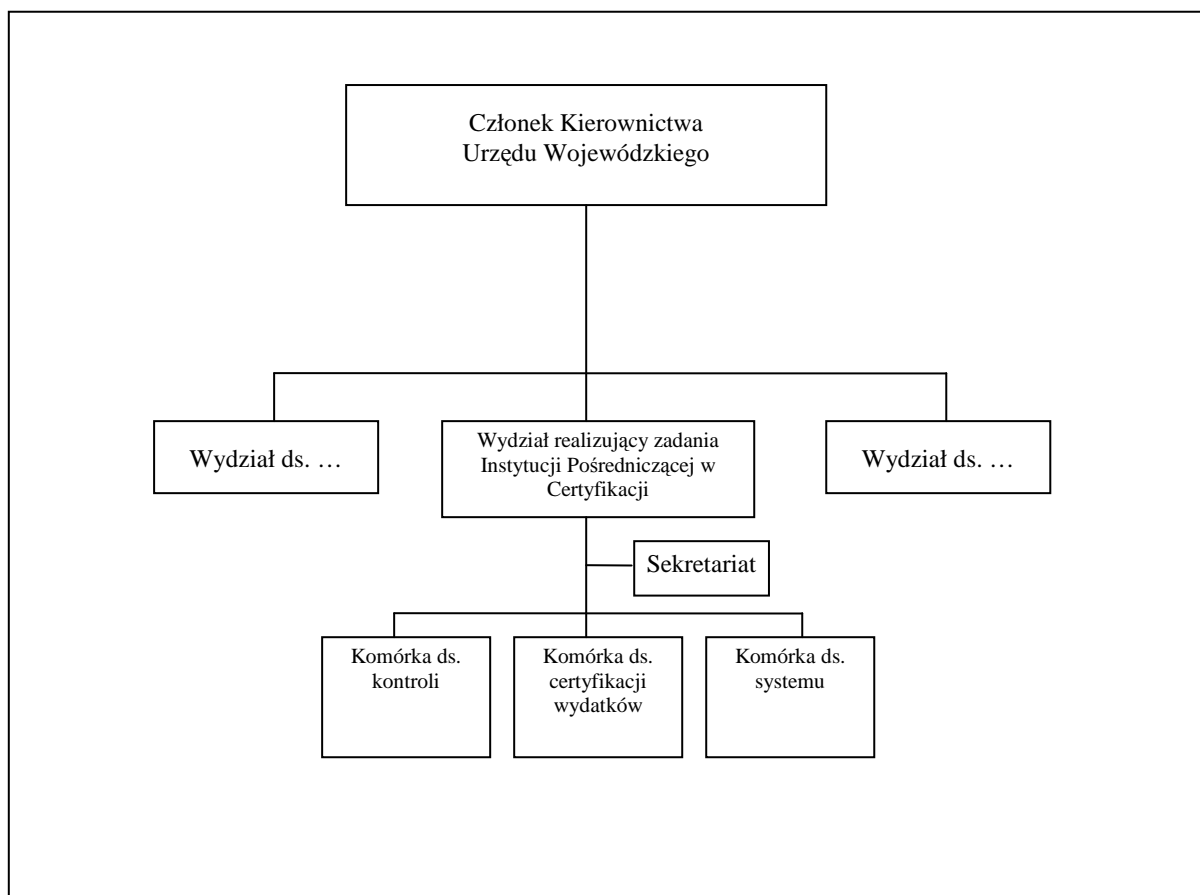 Członek Kierownictwa
Urzędu Wojewódzkiego
Wydział ds. …
Wydział realizujący zadania
Instytucji Pośredniczącej w
Certyfikacji
Wydział ds. …
Sekretariat
Komórka ds.
kontroli
Komórka ds.
certyfikacji
wydatków
Komórka ds.
systemu